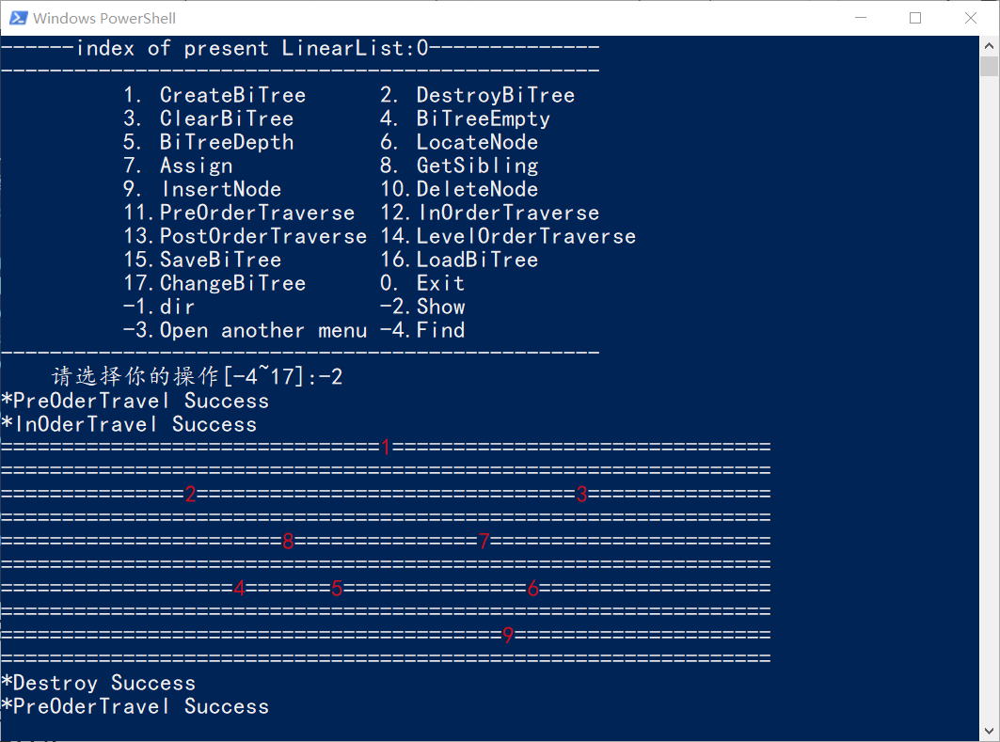 Windows PowerShell
------index of present LinearList:0--------------
-------------------------------------------------
1. CreateBiTree 2. DestroyBiTree
3. ClearBiTree 4. BiTreeEmpty
5. BiTreeDepth 6. LocateNode
7. Assign 8. GetSibling
9. InsertNode 10.DeleteNode
11.PreOrderTraverse 12.InOrderTraverse
13.PostOrderTraverse 14.LevelOrderTraverse
15.SaveBiTree 16.LoadBiTree
17.ChangeBiTree 0. Exit
-1.dir -2.Show
-3.Open another menu -4.Find
-------------------------------------------------
请选择你的操作[-4~17]:-2
*PreOderTravel Success
*InOderTravel Success
===============================1===============================
===============================================================
===============2===============================3===============
===============================================================
=======================8===============7=======================
===============================================================
===================4=======5===============6===================
===============================================================
=========================================9=====================
===============================================================
*Destroy Success
*PreOderTravel Success